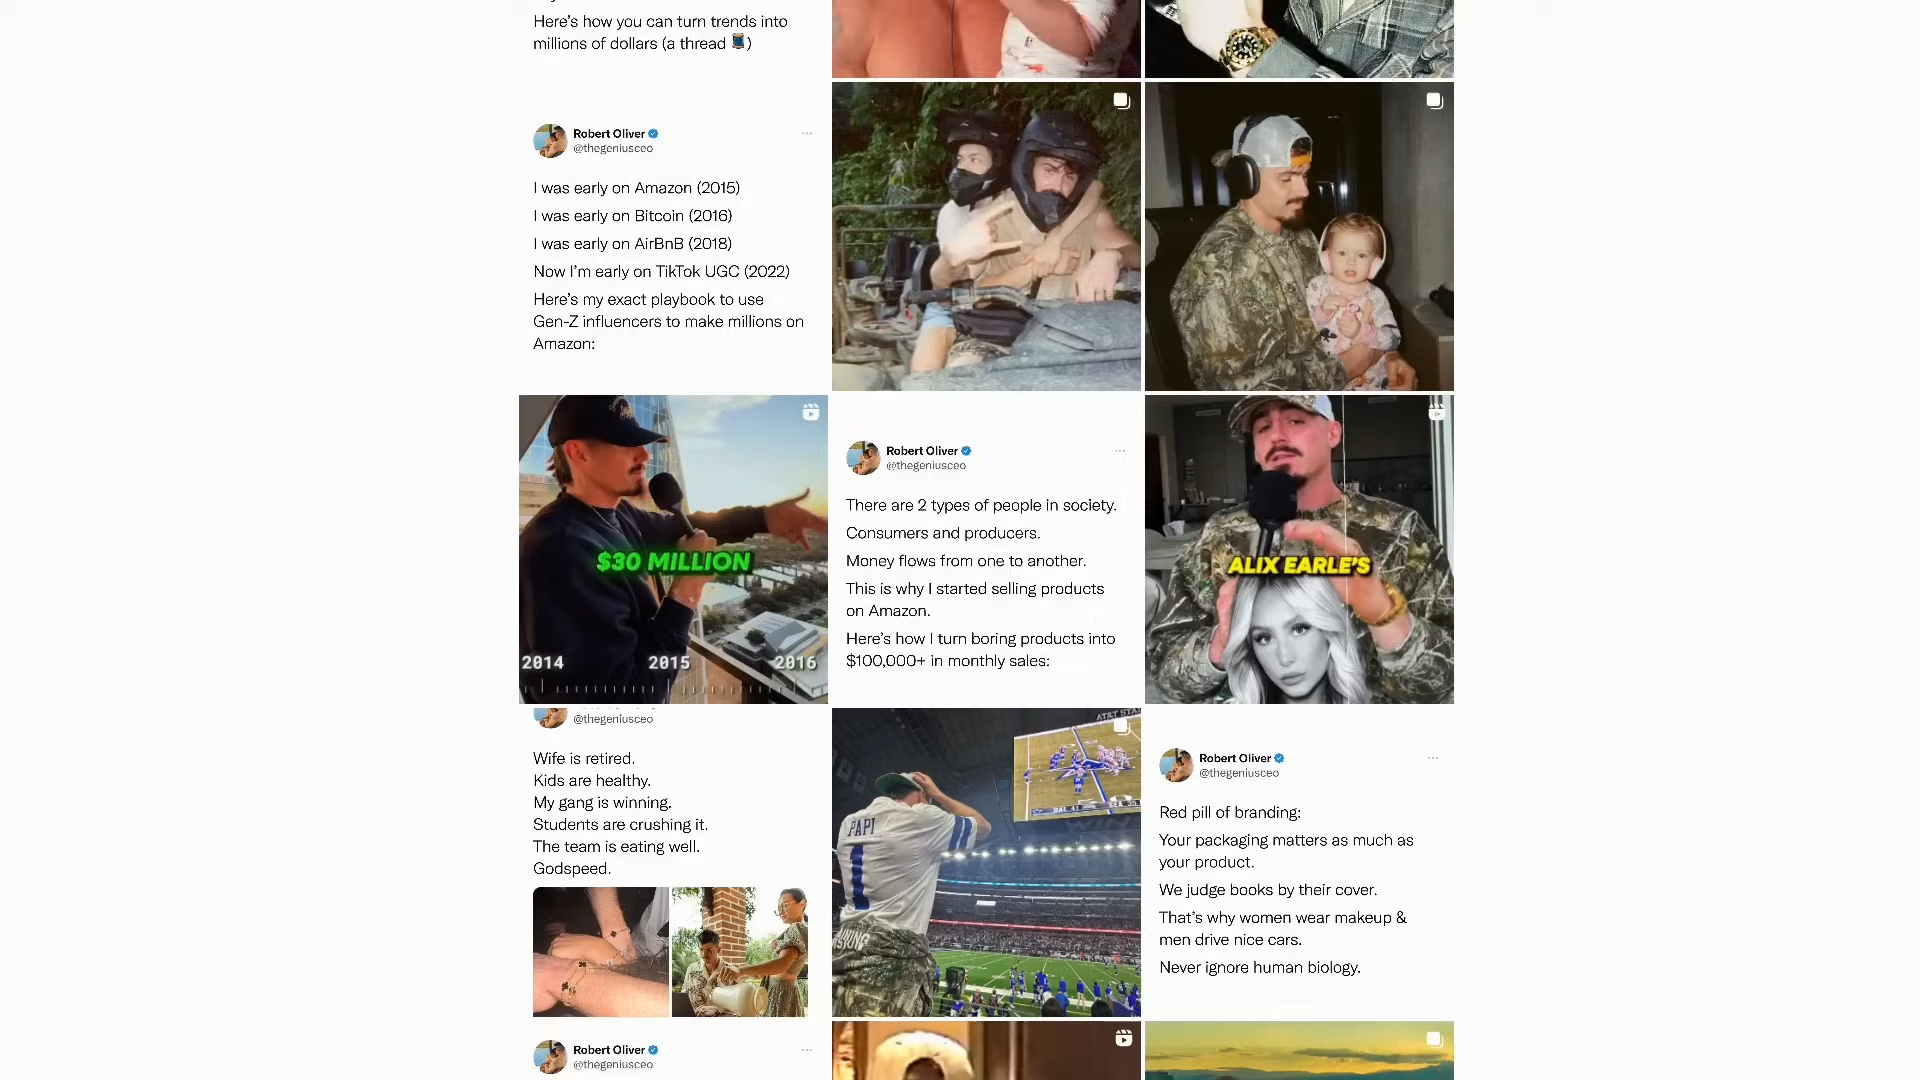 Here's how you can turn trends into
millions of dollars (a thread 🧵)
Robert Oliver
@thegeniusceo
I was early on Amazon (2015)
I was early on Bitcoin (2016)
I was early on AirBnB (2018)
Now I'm early on TikTok UGC (2022)
Here's my exact playbook to use
Gen-Z influencers to make millions on
Amazon:
$30 MILLION
2014 2015 2016
Robert Oliver
@thegeniusceo
There are 2 types of people in society.
Consumers and producers.
Money flows from one to another.
This is why I started selling products
on Amazon.
Here's how I turn boring products into
$100,000+ in monthly sales:
ALIX EARLE'S
@thegeniusceo
Wife is retired.
Kids are healthy.
My gang is winning.
Students are crushing it.
The team is eating well.
Godspeed.
AT&T STA
PAPI
1
Robert Oliver
@thegeniusceo
Red pill of branding:
Your packaging matters as much as
your product.
We judge books by their cover.
That's why women wear makeup &
men drive nice cars.
Never ignore human biology.
Robert Oliver
@thegeniusceo